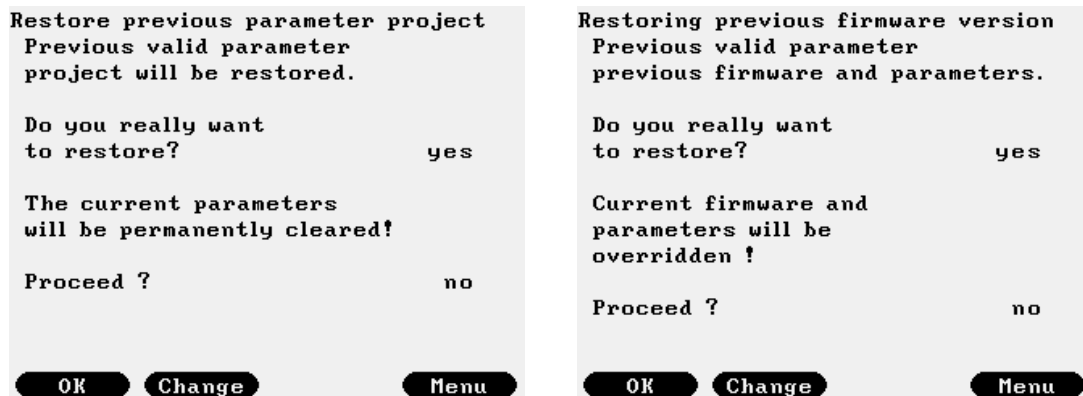 Restore previous parameter project
Previous valid parameter
project will be restored.
Do you really want
to restore? yes
The current parameters
will be permanently cleared!
Proceed ? no
OK Change Menu
Restoring previous firmware version
Previous valid parameter
previous firmware and parameters.
Do you really want
to restore? yes
Current firmware and
parameters will be
overridden !
Proceed ? no
OK Change Menu